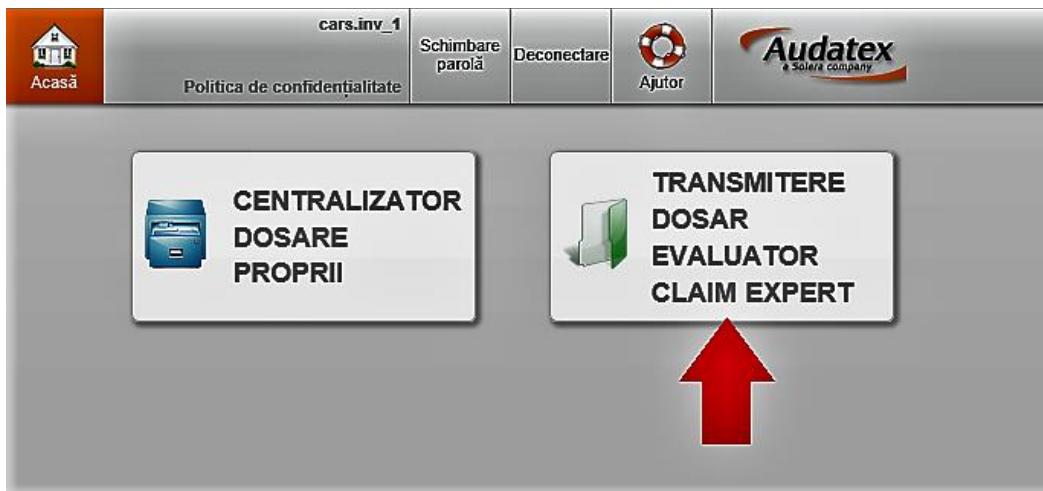 Acasă
cars.inv_1
Politica de confidențialitate
Schimbare
parolă
Deconectare
Ajutor
Audatex
a Solera company
CENTRALIZATOR
DOSARE
PROPRII
TRANSMITERE
DOSAR
EVALUATOR
CLAIM EXPERT